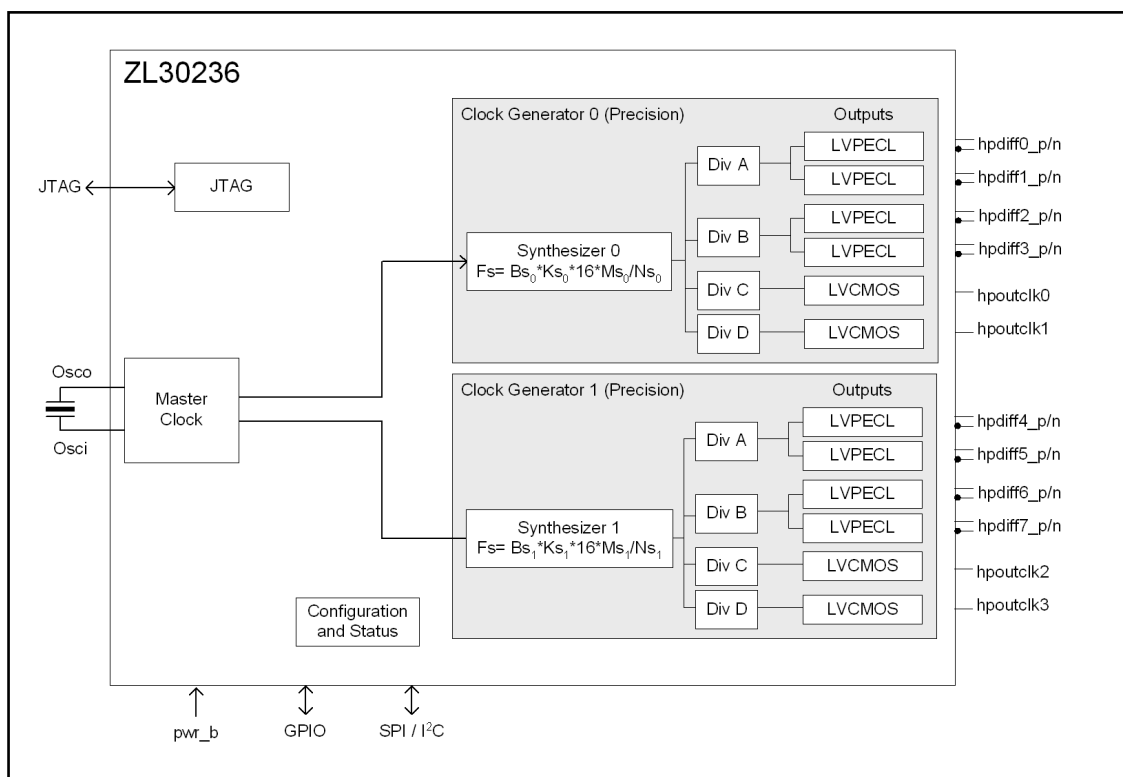 ZL30236
JTAG
JTAG
Osco
Osci
Master
Clock
Clock Generator 0 (Precision)
Outputs
Synthesizer 0
Fs= Bs₀*Ks₀*16*Ms₀/Ns₀
Div A
Div B
Div C
Div D
LVPECL
LVPECL
LVPECL
LVPECL
LVCMOS
LVCMOS
hpdiff0_p/n
hpdiff1_p/n
hpdiff2_p/n
hpdiff3_p/n
hpoutclk0
hpoutclk1
Clock Generator 1 (Precision)
Outputs
Synthesizer 1
Fs= Bs₁*Ks₁*16*Ms₁/Ns₁
Div A
Div B
Div C
Div D
LVPECL
LVPECL
LVPECL
LVPECL
LVCMOS
LVCMOS
hpdiff4_p/n
hpdiff5_p/n
hpdiff6_p/n
hpdiff7_p/n
hpoutclk2
hpoutclk3
Configuration
and Status
pwr_b
GPIO
SPI / I²C